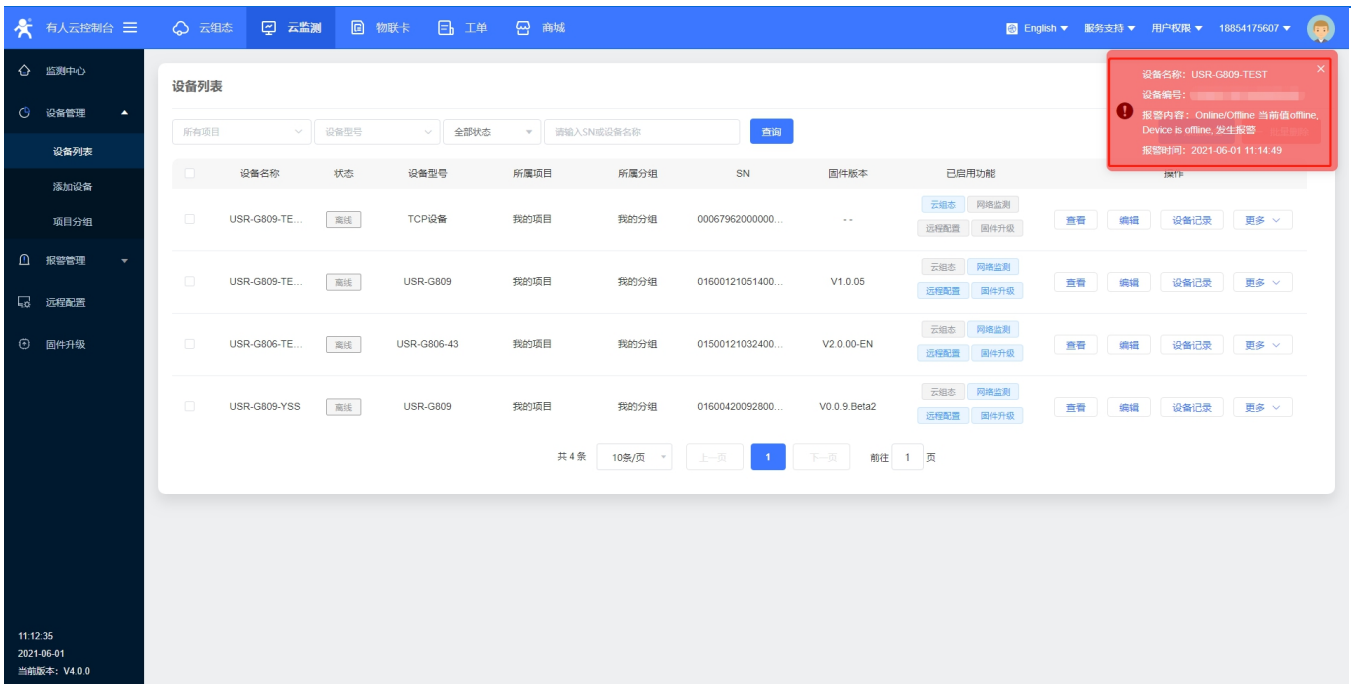 有人云控制台 云组态 云监测 物联卡 工单 商城 English 服务支持 用户权限 18854175607
监测中心
设备管理
设备列表
添加设备
项目分组
报警管理
远程配置
固件升级
11:12:35
2021-06-01
当前版本：V4.0.0
设备名称：USR-G809-TEST
设备编号：
报警内容：Online/Offline 当前值offline,
Device is offline, 发生报警
报警时间：2021-06-01 11:14:49
设备列表
所有项目 设备型号 全部状态 请输入SN或设备名称 查询
设备名称 状态 设备型号 所属项目 所属分组 SN 固件版本 已启用功能 操作
USR-G809-TE... 离线 TCP设备 我的项目 我的分组 00067962000000... - - 云组态 网络监测 查看 编辑 设备记录 更多
远程配置 固件升级
USR-G809-TE... 离线 USR-G809 我的项目 我的分组 01600121051400... V1.0.05 云组态 网络监测 查看 编辑 设备记录 更多
远程配置 固件升级
USR-G806-TE... 离线 USR-G806-43 我的项目 我的分组 01500121032400... V2.0.00-EN 云组态 网络监测 查看 编辑 设备记录 更多
远程配置 固件升级
USR-G809-YSS 离线 USR-G809 我的项目 我的分组 01600420092800... V0.0.9.Beta2 云组态 网络监测 查看 编辑 设备记录 更多
远程配置 固件升级
共 4 条 10条/页 上一页 1 下一页 前往 1 页